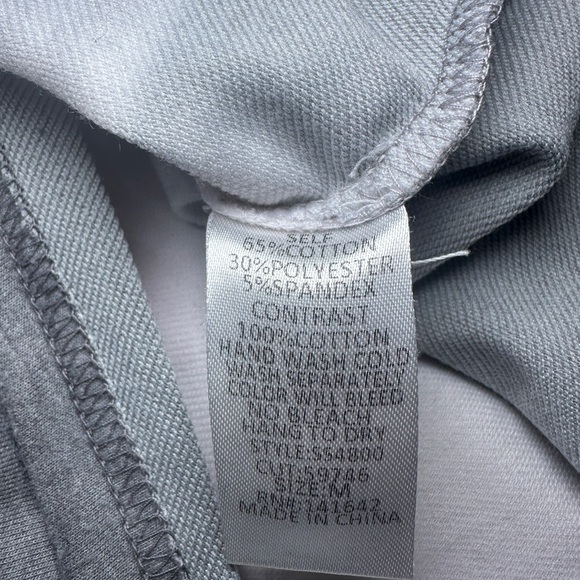 SELF
65%COTTON
30%POLYESTER
5%SPANDEX
CONTRAST
100%COTTON
HAND WASH COLD
WASH SEPARATELY
COLOR WILL BLEED
NO BLEACH
HANG TO DRY
STYLE:SS4800
CUT:59746
SIZE:M
RN#:141642
MADE IN CHINA